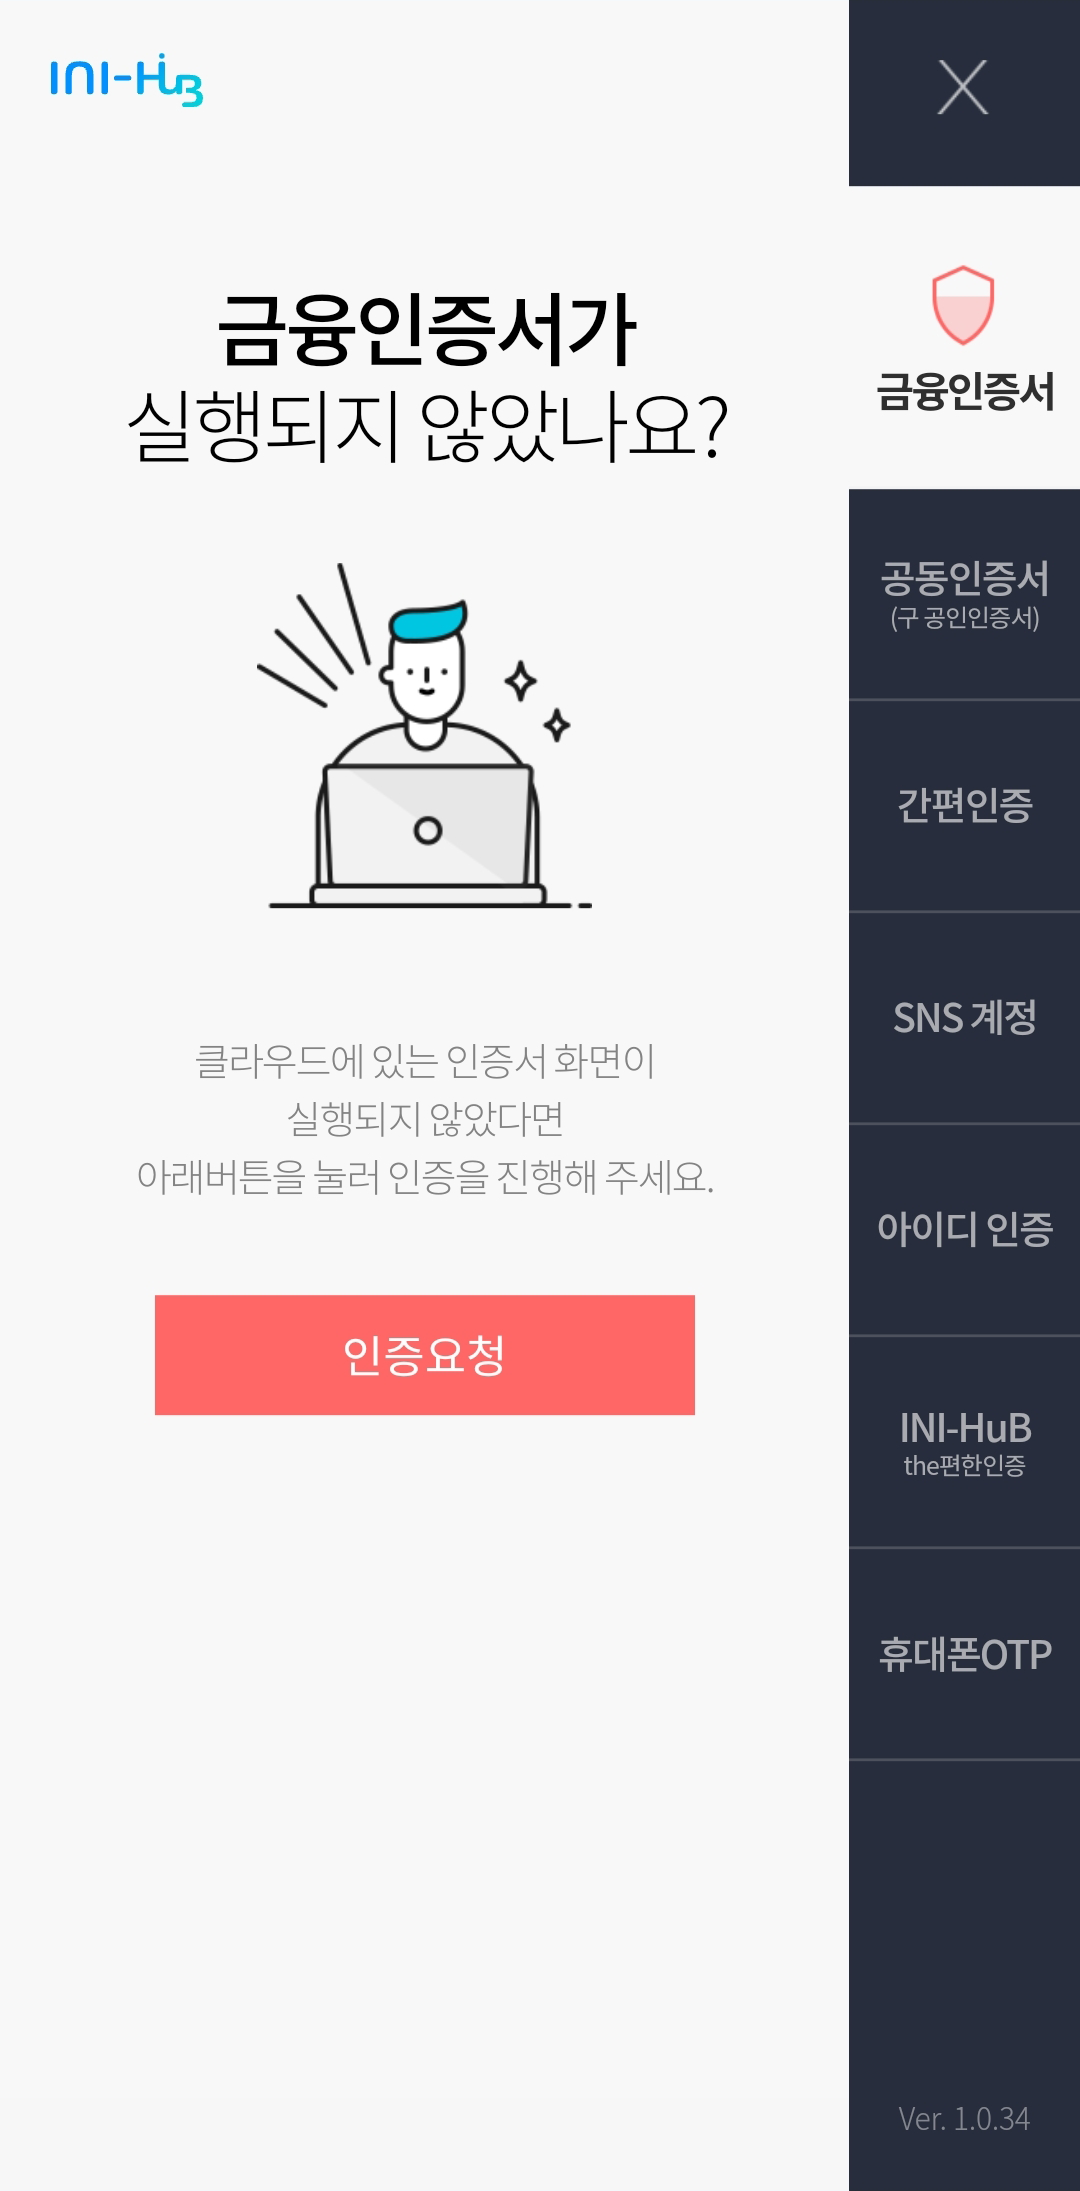 INI-HuB
금융인증서가
실행되지 않았나요?
클라우드에 있는 인증서 화면이
실행되지 않았다면
아래버튼을 눌러 인증을 진행해 주세요.
인증요청
X
금융인증서
공동인증서
(구 공인인증서)
간편인증
SNS 계정
아이디 인증
INI-HuB
the편한인증
휴대폰OTP
Ver. 1.0.34